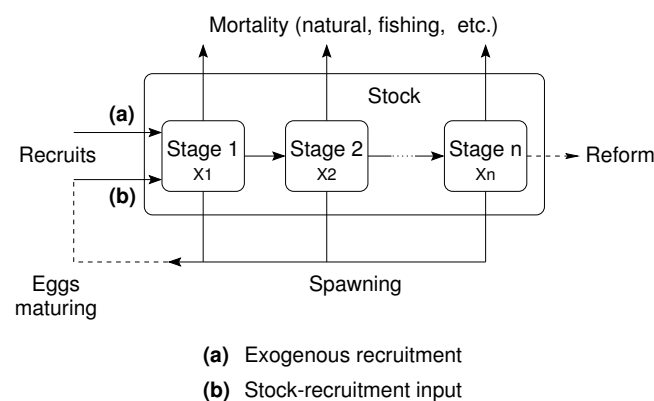 Mortality (natural, fishing, etc.)
Stock
(a)
Recruits
(b)
Stage 1
X1
Stage 2
X2
Stage n
Xn
Reform
Eggs
maturing
Spawning
(a) Exogenous recruitment
(b) Stock-recruitment input